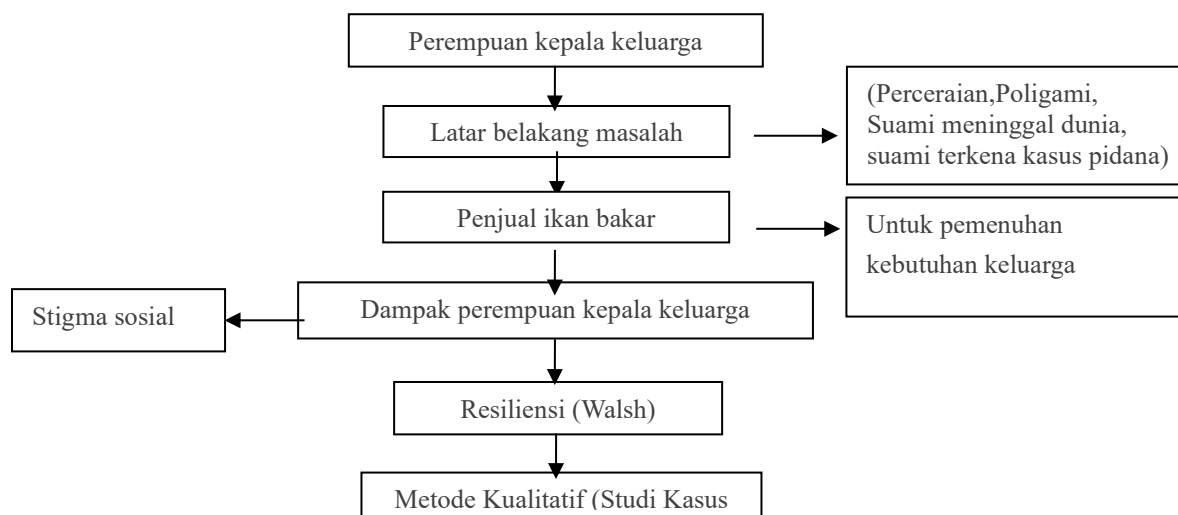 Perempuan kepala keluarga
Latar belakang masalah
(Perceraian,Poligami,
Suami meninggal dunia,
suami terkena kasus pidana)
Penjual ikan bakar
Untuk pemenuhan
kebutuhan keluarga
Dampak perempuan kepala keluarga
Stigma sosial
Resiliensi (Walsh)
Metode Kualitatif (Studi Kasus